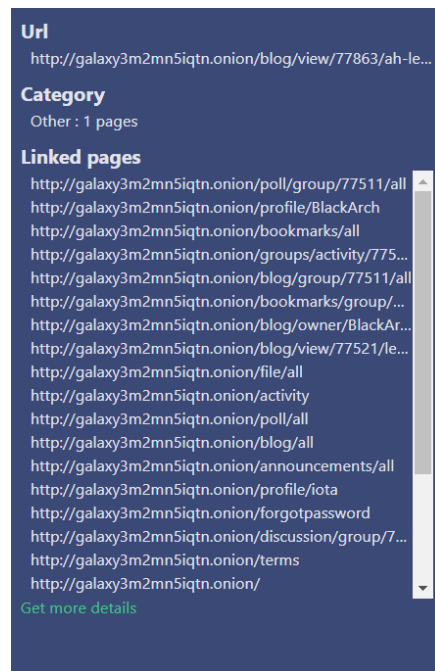 Url
http://galaxy3m2mn5iqtn.onion/blog/view/77863/ah-le...
Category
Other : 1 pages
Linked pages
http://galaxy3m2mn5iqtn.onion/poll/group/77511/all
http://galaxy3m2mn5iqtn.onion/profile/BlackArch
http://galaxy3m2mn5iqtn.onion/bookmarks/all
http://galaxy3m2mn5iqtn.onion/groups/activity/775...
http://galaxy3m2mn5iqtn.onion/blog/group/77511/all
http://galaxy3m2mn5iqtn.onion/bookmarks/group/...
http://galaxy3m2mn5iqtn.onion/blog/owner/BlackAr...
http://galaxy3m2mn5iqtn.onion/blog/view/77521/le...
http://galaxy3m2mn5iqtn.onion/file/all
http://galaxy3m2mn5iqtn.onion/activity
http://galaxy3m2mn5iqtn.onion/poll/all
http://galaxy3m2mn5iqtn.onion/blog/all
http://galaxy3m2mn5iqtn.onion/announcements/all
http://galaxy3m2mn5iqtn.onion/profile/iota
http://galaxy3m2mn5iqtn.onion/forgotpassword
http://galaxy3m2mn5iqtn.onion/discussion/group/7...
http://galaxy3m2mn5iqtn.onion/terms
http://galaxy3m2mn5iqtn.onion/
Get more details